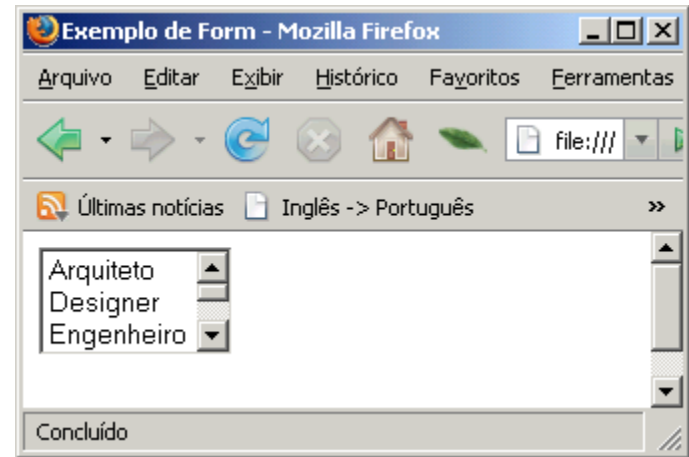 Exemplo de Form - Mozilla Firefox
Arquivo Editar Exibir Histórico Favoritos Ferramentas
file:///
Últimas notícias Inglês -> Português »
Arquiteto
Designer
Engenheiro
Concluído